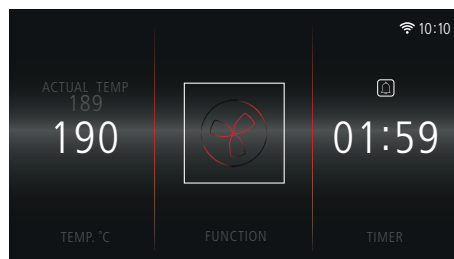 10:10
ACTUAL TEMP
189
190
01:59
TEMP. °C
FUNCTION
TIMER